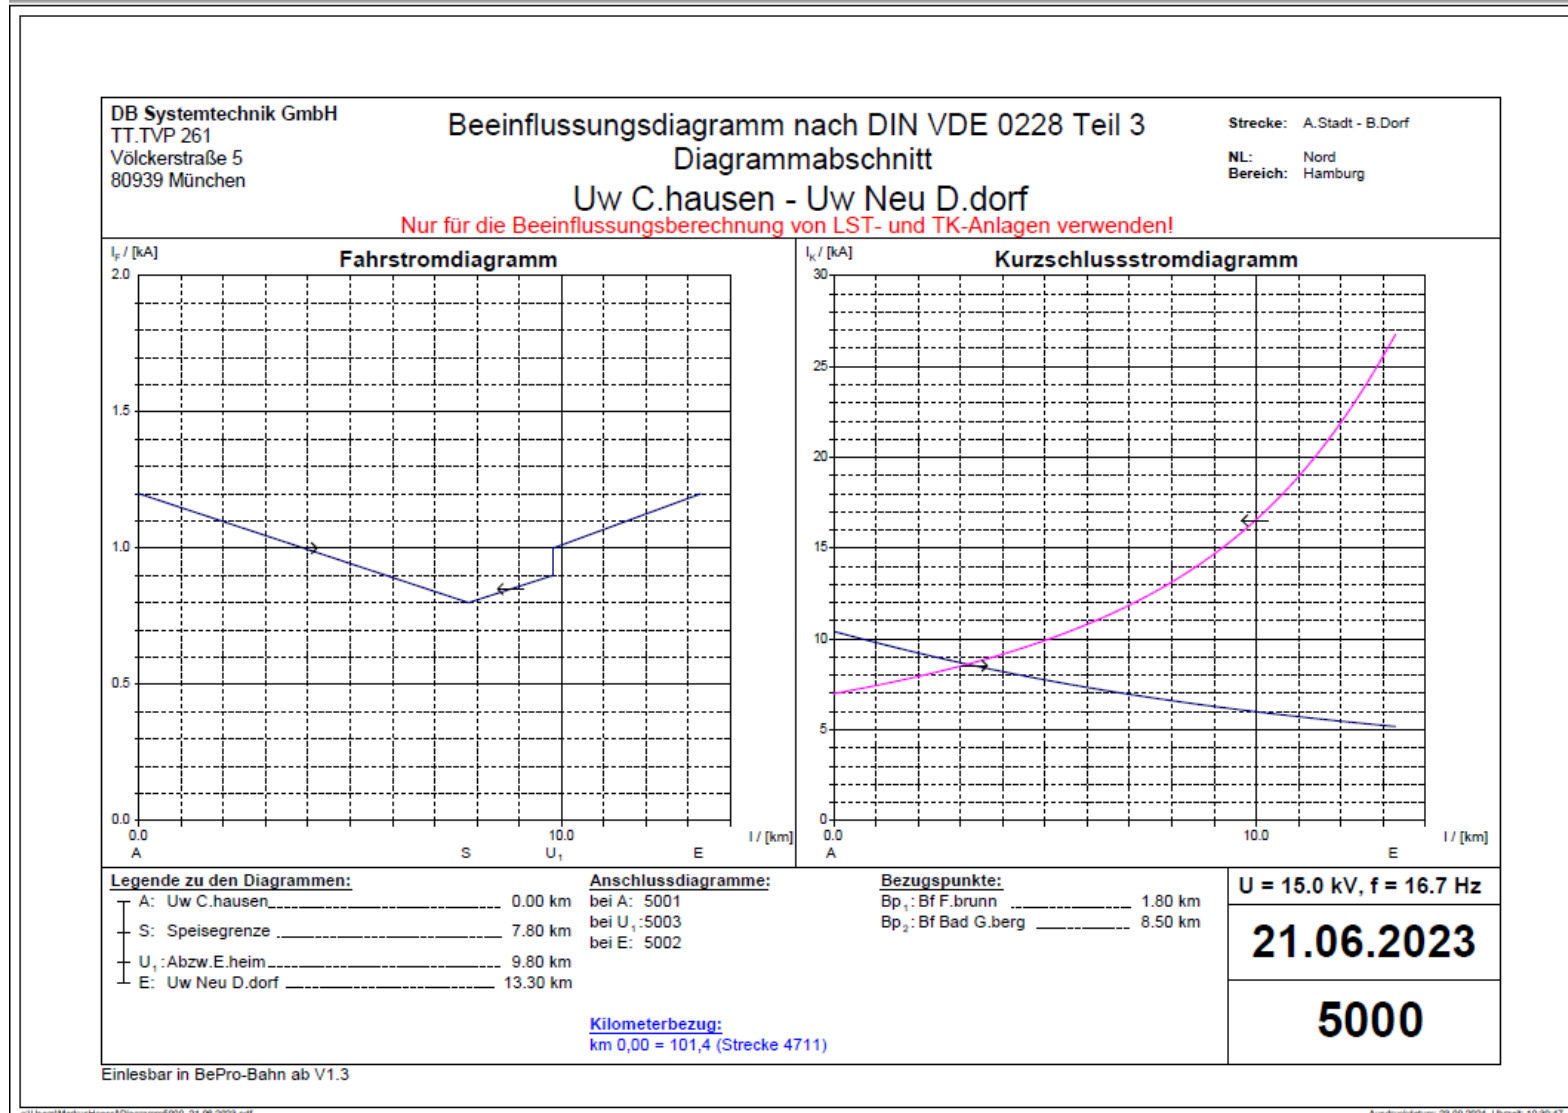 DB Systemtechnik GmbH
TT.TVP 261
Völckerstraße 5
80939 München
Beeinflussungsdiagramm nach DIN VDE 0228 Teil 3
Diagrammabschnitt
Uw C.hausen - Uw Neu D.dorf
Nur für die Beeinflussungsberechnung von LST- und TK-Anlagen verwenden!
Strecke: A.Stadt - B.Dorf
NL: Nord
Bereich: Hamburg
I_F / [kA]
Fahrstromdiagramm
2.0
1.5
1.0
0.5
0.0
0.0 10.0 l / [km]
A S U₁ E
I_K / [kA]
Kurzschlussstromdiagramm
30
25
20
15
10
5
0
0.0 10.0 l / [km]
A E
Legende zu den Diagrammen:
A: Uw C.hausen 0.00 km
S: Speisegrenze 7.80 km
U₁: Abzw.E.heim 9.80 km
E: Uw Neu D.dorf 13.30 km
Anschlussdiagramme:
bei A: 5001
bei U₁: 5003
bei E: 5002
Kilometerbezug:
km 0,00 = 101,4 (Strecke 4711)
Bezugspunkte:
Bp₁: Bf F.brunn 1.80 km
Bp₂: Bf Bad G.berg 8.50 km
U = 15.0 kV, f = 16.7 Hz
21.06.2023
5000
Einlesbar in BePro-Bahn ab V1.3